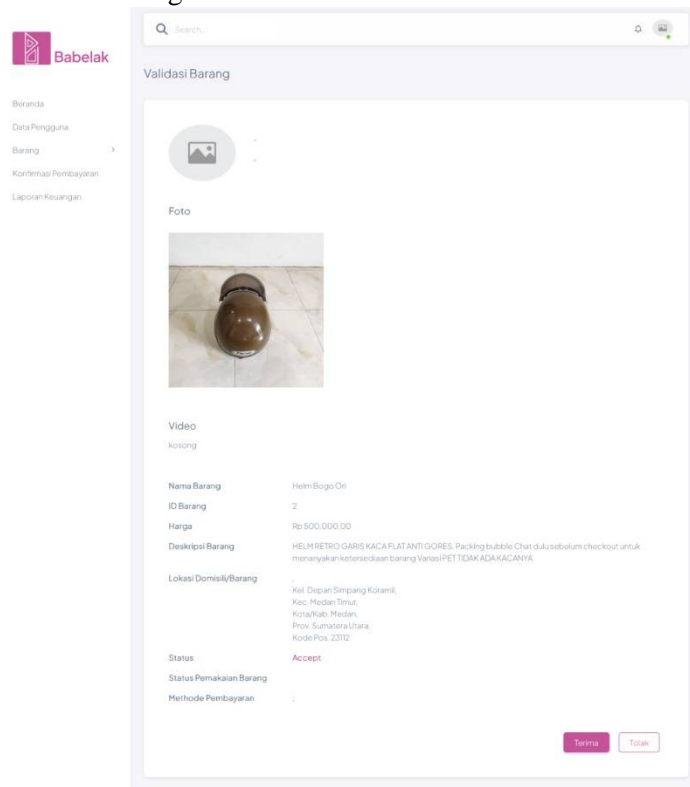 Babelak
Search...
Validasi Barang
Beranda
Data Pengguna
Barang
Konfirmasi Pembayaran
Laporan Keuangan
-
-
Foto
Video
kosong
Nama Barang Helm Bogo Ori
ID Barang 2
Harga Rp 500.000,00
Deskripsi Barang HELM RETRO GARIS KACA FLAT ANTI GORES. Packing bubble Chat dulu sebelum checkout untuk
menanyakan ketersediaan barang Variasi PET TIDAK ADA KACANYA
Lokasi Domisili/Barang ,
Kel. Depan Simpang Koramil,
Kec. Medan Timur,
Kota/Kab. Medan,
Prov. Sumatera Utara,
Kode Pos. 23112
Status Accept
Status Pemakaian Barang
Methode Pembayaran :
Terima Tolak